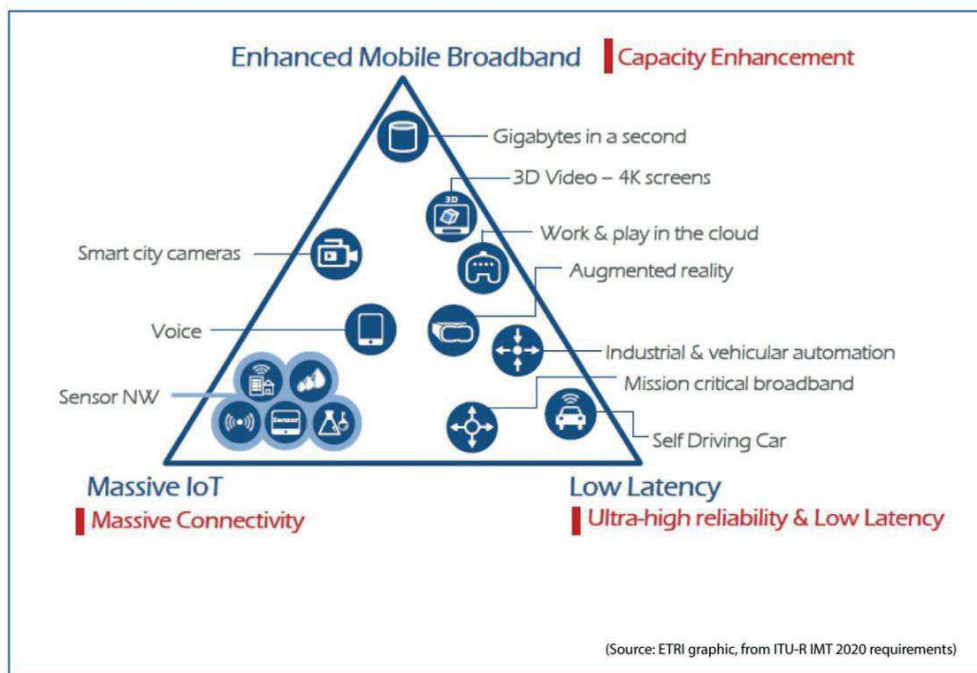 Enhanced Mobile Broadband
Capacity Enhancement
Gigabytes in a second
3D Video – 4K screens
3D
Work & play in the cloud
Smart city cameras
Augmented reality
Voice
Industrial & vehicular automation
Mission critical broadband
Sensor NW
Sensor
Self Driving Car
Massive IoT
Low Latency
Massive Connectivity
Ultra-high reliability & Low Latency
(Source: ETRI graphic, from ITU-R IMT 2020 requirements)